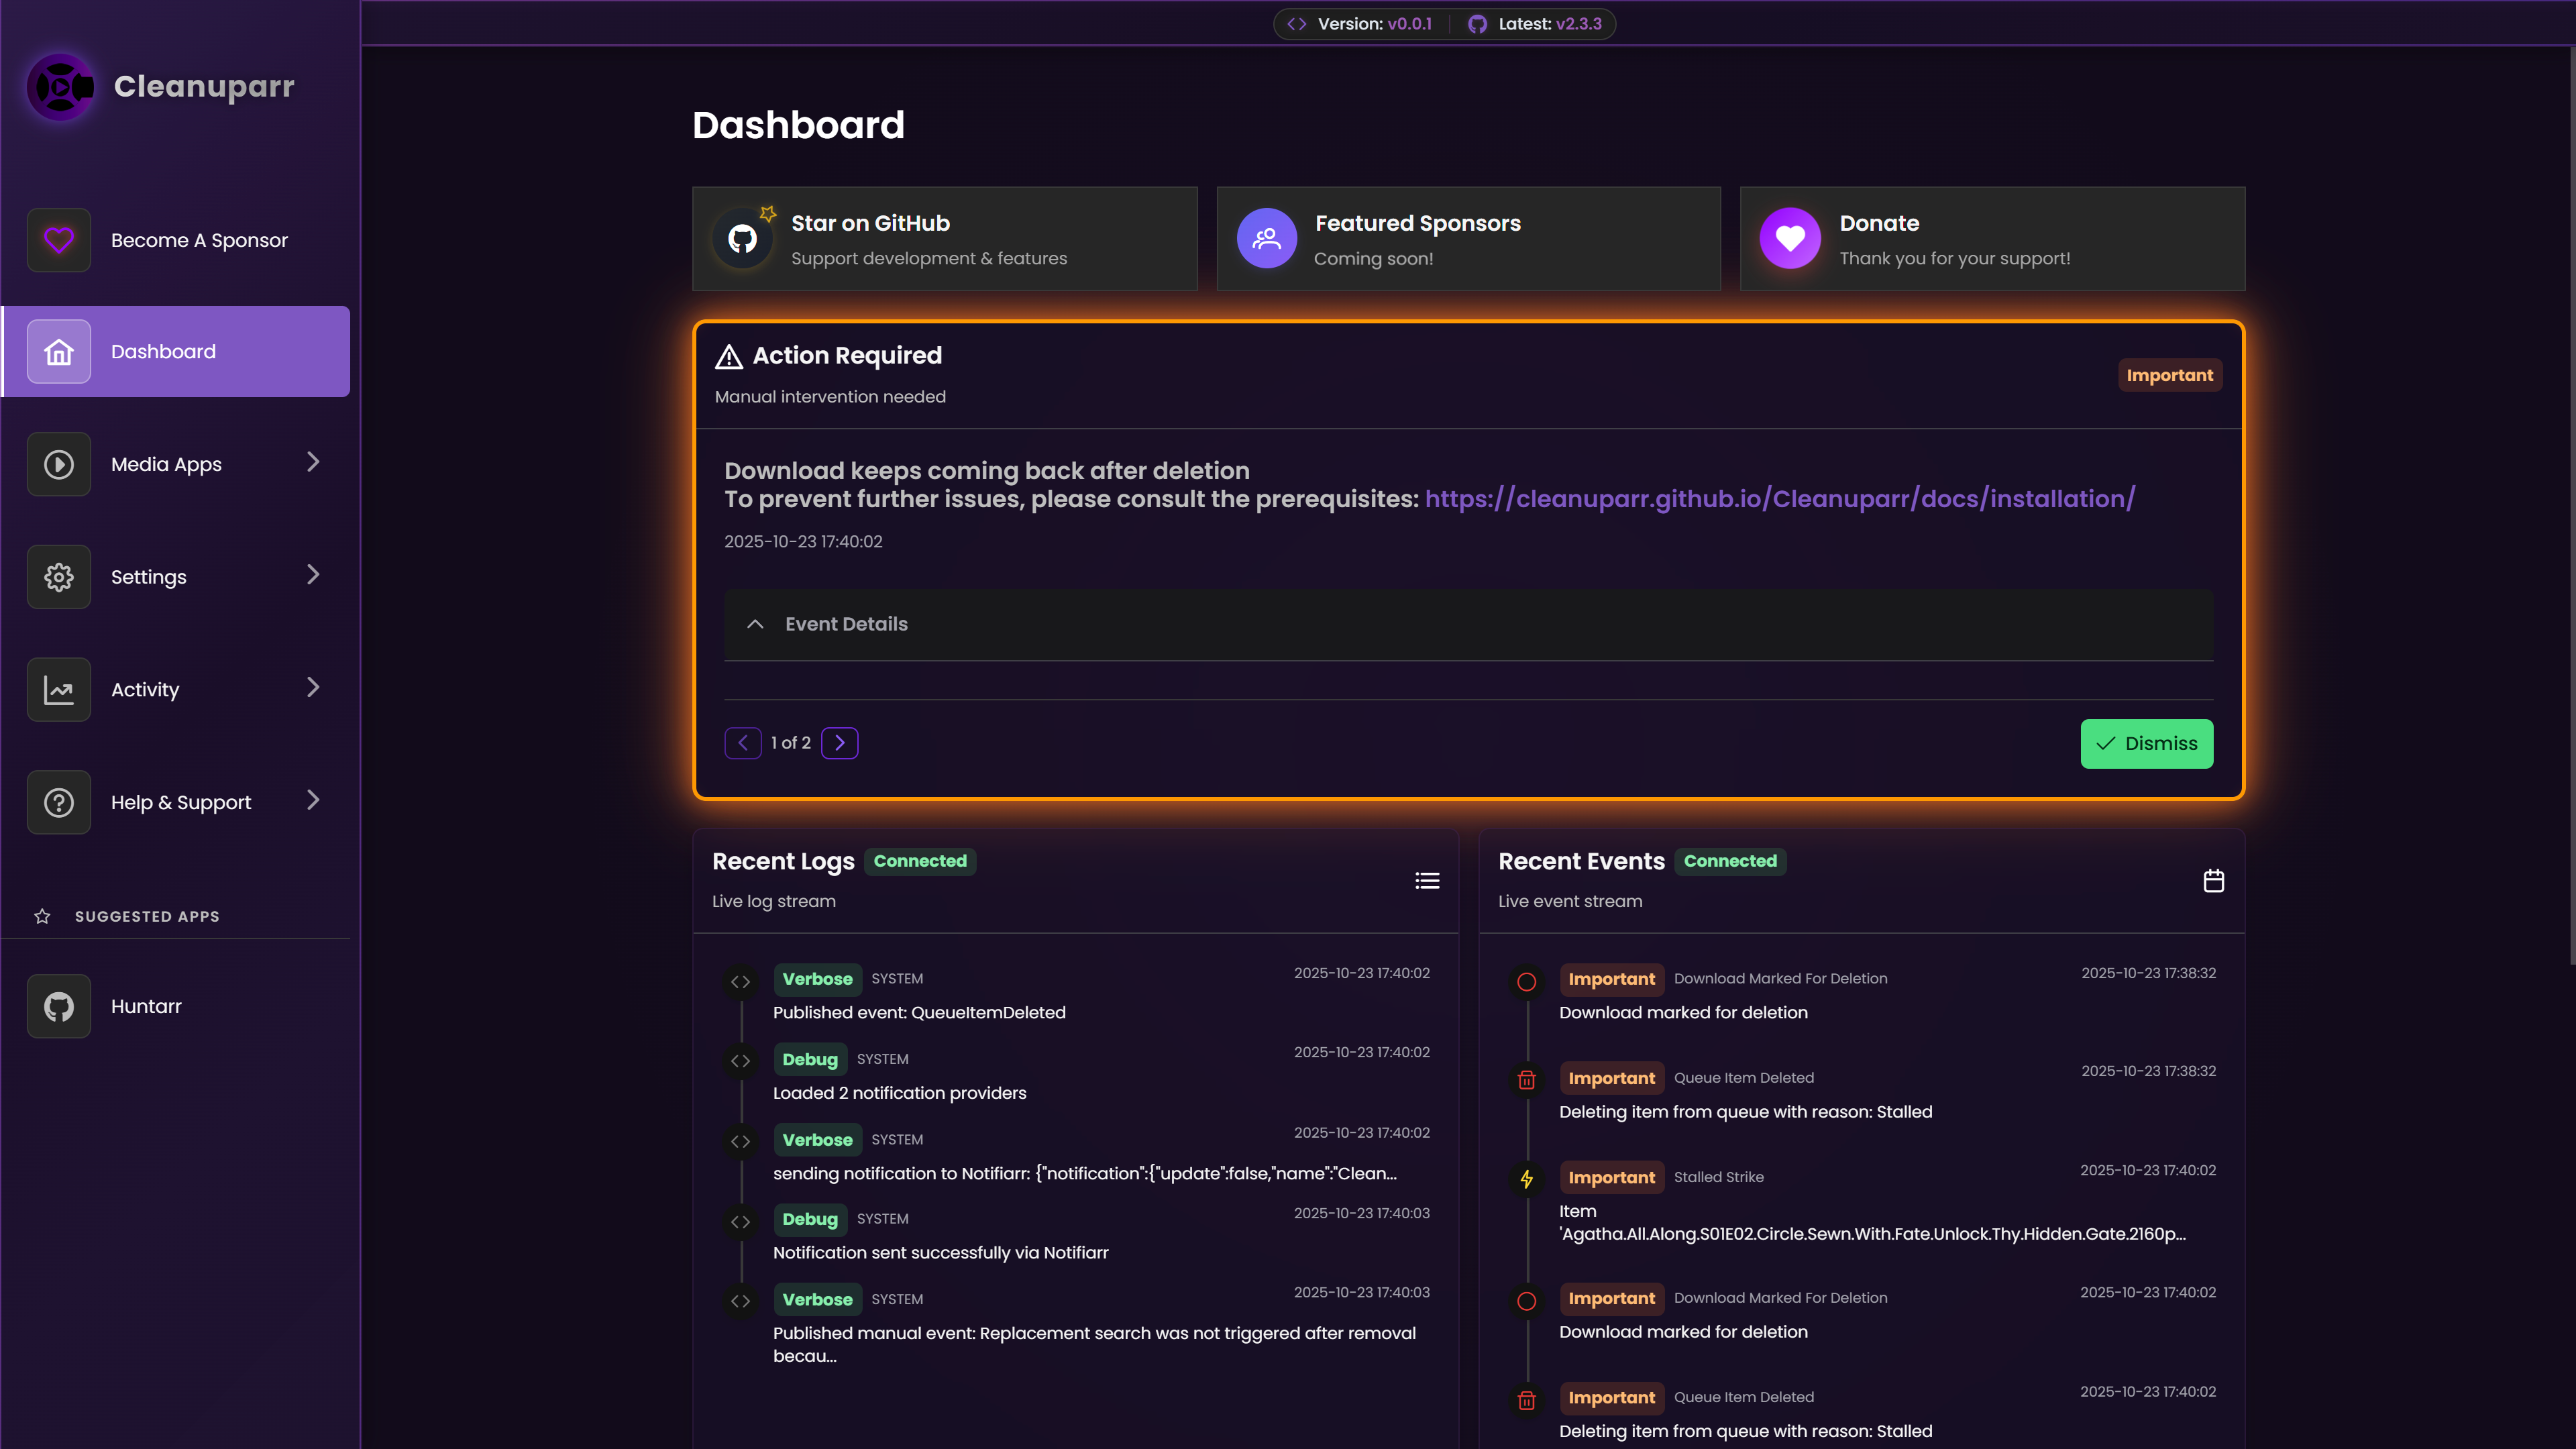 Version: v0.0.1
Latest: v2.3.3
Cleanuparr
Become A Sponsor
Dashboard
Media Apps
Settings
Activity
Help & Support
SUGGESTED APPS
Huntarr
Dashboard
Star on GitHub
Support development & features
Featured Sponsors
Coming soon!
Donate
Thank you for your support!
Action Required
Manual intervention needed
Important
Download keeps coming back after deletion
To prevent further issues, please consult the prerequisites: https://cleanuparr.github.io/Cleanuparr/docs/installation/
2025-10-23 17:40:02
Event Details
1 of 2
Dismiss
Recent Logs Connected
Live log stream
Verbose SYSTEM 2025-10-23 17:40:02
Published event: QueueItemDeleted
Debug SYSTEM 2025-10-23 17:40:02
Loaded 2 notification providers
Verbose SYSTEM 2025-10-23 17:40:02
sending notification to Notifiarr: {"notification":{"update":false,"name":"Clean...
Debug SYSTEM 2025-10-23 17:40:03
Notification sent successfully via Notifiarr
Verbose SYSTEM 2025-10-23 17:40:03
Published manual event: Replacement search was not triggered after removal
becau...
Recent Events Connected
Live event stream
Important Download Marked For Deletion 2025-10-23 17:38:32
Download marked for deletion
Important Queue Item Deleted 2025-10-23 17:38:32
Deleting item from queue with reason: Stalled
Important Stalled Strike 2025-10-23 17:40:02
Item
'Agatha.All.Along.S01E02.Circle.Sewn.With.Fate.Unlock.Thy.Hidden.Gate.2160p...
Important Download Marked For Deletion 2025-10-23 17:40:02
Download marked for deletion
Important Queue Item Deleted 2025-10-23 17:40:02
Deleting item from queue with reason: Stalled